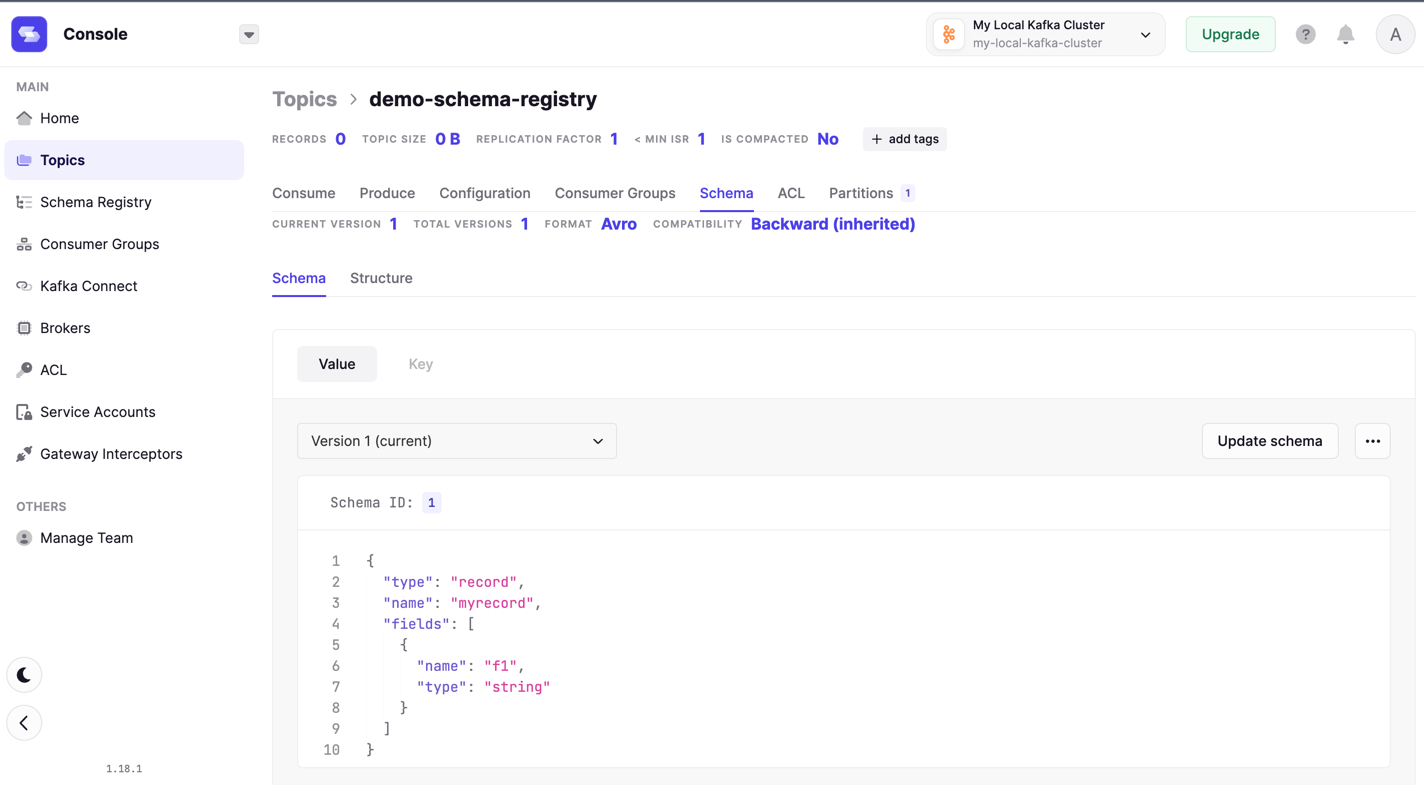 Console
My Local Kafka Cluster
my-local-kafka-cluster
Upgrade
?
A
MAIN
Home
Topics
Schema Registry
Consumer Groups
Kafka Connect
Brokers
ACL
Service Accounts
Gateway Interceptors
OTHERS
Manage Team
1.18.1
Topics > demo-schema-registry
RECORDS 0 TOPIC SIZE 0 B REPLICATION FACTOR 1 < MIN ISR 1 IS COMPACTED No + add tags
Consume Produce Configuration Consumer Groups Schema ACL Partitions 1
CURRENT VERSION 1 TOTAL VERSIONS 1 FORMAT Avro COMPATIBILITY Backward (inherited)
Schema Structure
Value Key
Version 1 (current) Update schema ...
Schema ID: 1
1 {
2 "type": "record",
3 "name": "myrecord",
4 "fields": [
5 {
6 "name": "f1",
7 "type": "string"
8 }
9 ]
10 }